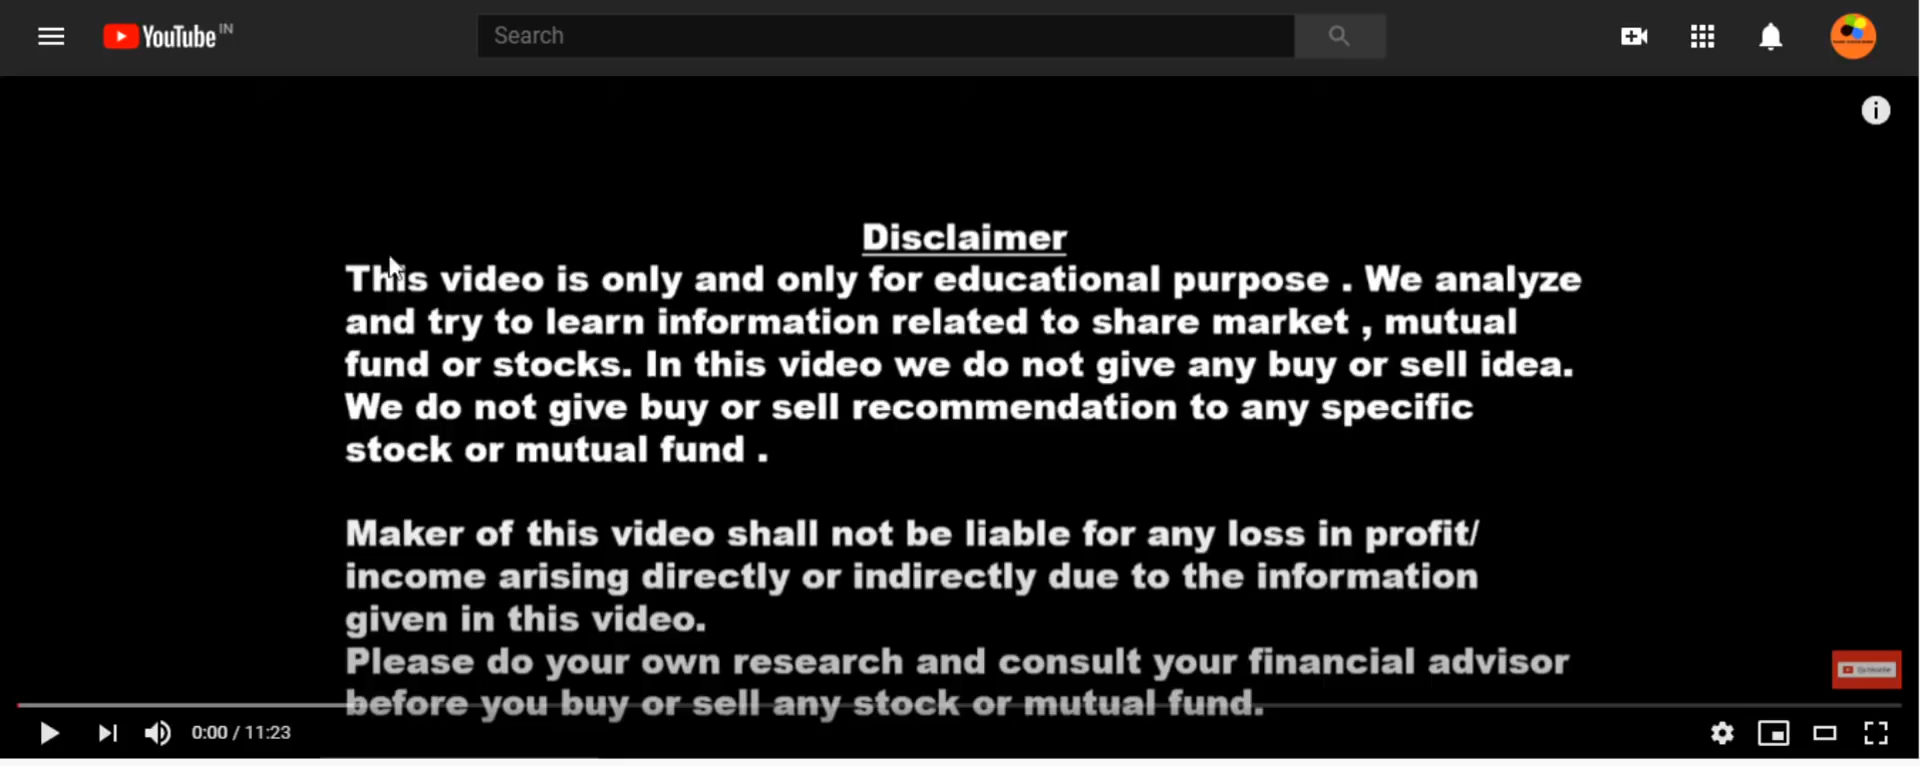 YouTube IN
Search
Disclaimer
This video is only and only for educational purpose . We analyze
and try to learn information related to share market , mutual
fund or stocks. In this video we do not give any buy or sell idea.
We do not give buy or sell recommendation to any specific
stock or mutual fund .
Maker of this video shall not be liable for any loss in profit/
income arising directly or indirectly due to the information
given in this video.
Please do your own research and consult your financial advisor
before you buy or sell any stock or mutual fund.
0:00 / 11:23